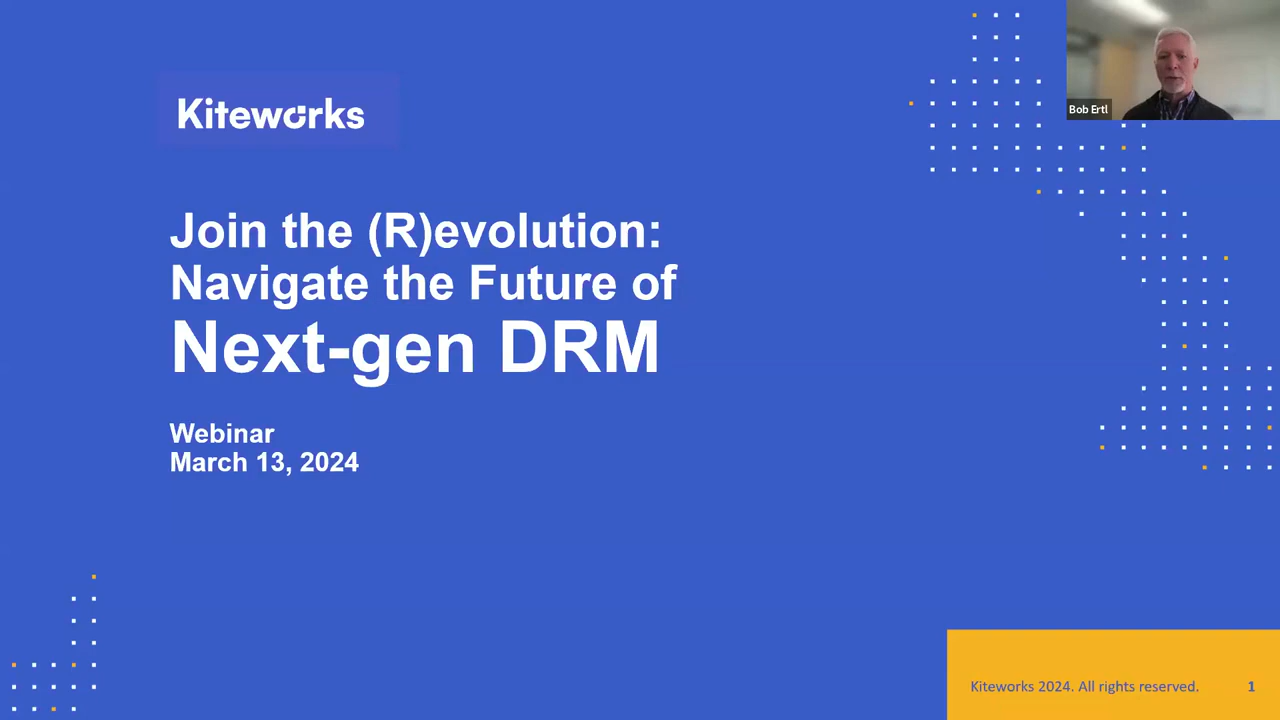 Bob Ertl
Kiteworks
Join the (R)evolution:
Navigate the Future of
Next-gen DRM
Webinar
March 13, 2024
Kiteworks 2024. All rights reserved. 1